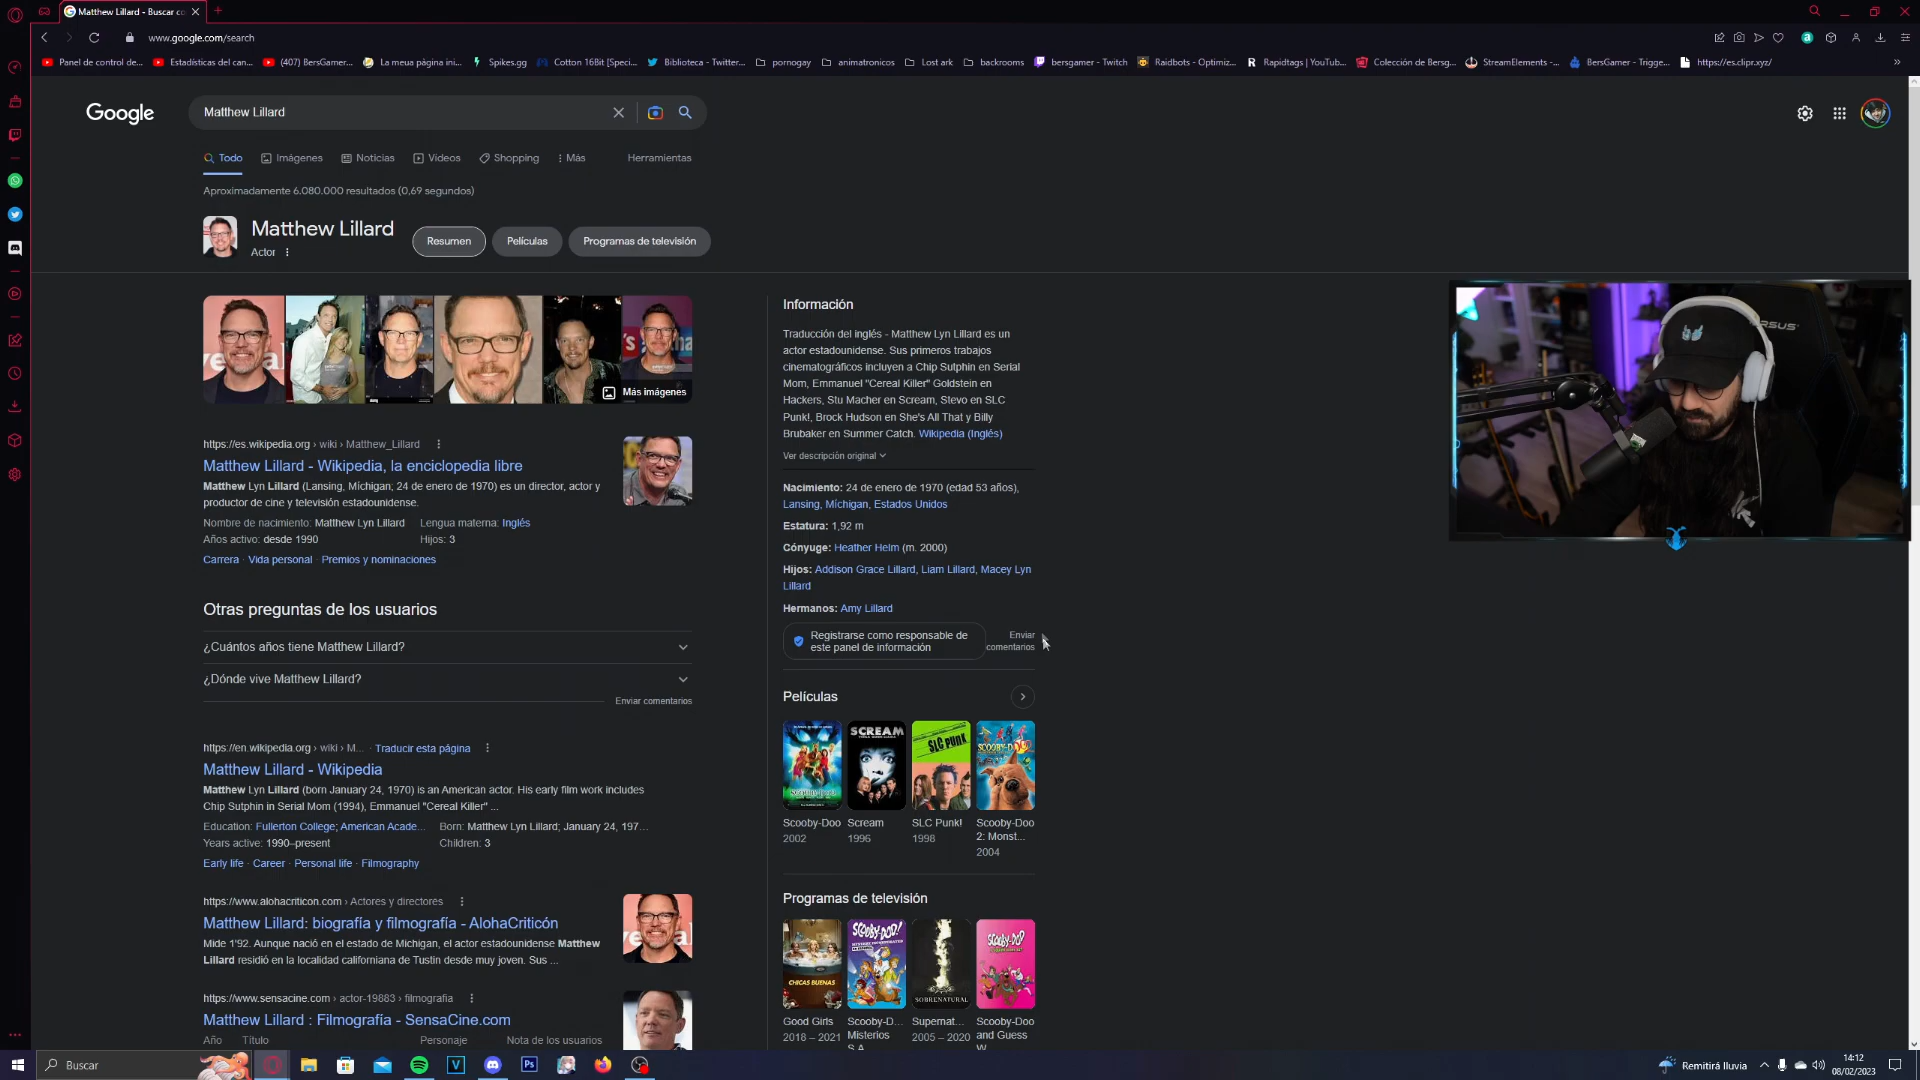 Matthew Lillard - Buscar co
www.google.com/search
Panel de control de...
Estadísticas del can...
(407) BersGamer...
La meua pàgina ini...
Spikes.gg
Cotton 16Bit [Speci...
Biblioteca - Twitter...
pornogay
animatronicos
Lost ark
backrooms
bersgamer - Twitch
Raidbots - Optimiz...
Rapidtags | YouTub...
Colección de Bersg...
StreamElements -...
BersGamer - Trigge...
https://es.clipr.xyz/
Google
Matthew Lillard
Todo
Imágenes
Noticias
Vídeos
Shopping
Más
Herramientas
Aproximadamente 6.080.000 resultados (0,69 segundos)
Matthew Lillard
Actor
Resumen
Películas
Programas de televisión
Más imágenes
https://es.wikipedia.org › wiki › Matthew_Lillard
Matthew Lillard - Wikipedia, la enciclopedia libre
Matthew Lyn Lillard (Lansing, Míchigan; 24 de enero de 1970) es un director, actor y
productor de cine y televisión estadounidense.
Nombre de nacimiento: Matthew Lyn Lillard Lengua materna: Inglés
Años activo: desde 1990 Hijos: 3
Carrera · Vida personal · Premios y nominaciones
Otras preguntas de los usuarios
¿Cuántos años tiene Matthew Lillard?
¿Dónde vive Matthew Lillard?
Enviar comentarios
https://en.wikipedia.org › wiki › M... · Traducir esta página
Matthew Lillard - Wikipedia
Matthew Lyn Lillard (born January 24, 1970) is an American actor. His early film work includes
Chip Sutphin in Serial Mom (1994), Emmanuel "Cereal Killer" ...
Education: Fullerton College; American Acade... Born: Matthew Lyn Lillard; January 24, 197...
Years active: 1990–present Children: 3
Early life · Career · Personal life · Filmography
https://www.alohacriticon.com › Actores y directores
Matthew Lillard: biografía y filmografía - AlohaCriticón
Mide 1'92. Aunque nació en el estado de Michigan, el actor estadounidense Matthew
Lillard residió en la localidad californiana de Tustin desde muy joven. Sus ...
https://www.sensacine.com › actor-19883 › filmografia
Matthew Lillard : Filmografía - SensaCine.com
Año Título Personaje Nota de los usuarios
Información
Traducción del inglés - Matthew Lyn Lillard es un
actor estadounidense. Sus primeros trabajos
cinematográficos incluyen a Chip Sutphin en Serial
Mom, Emmanuel "Cereal Killer" Goldstein en
Hackers, Stu Macher en Scream, Stevo en SLC
Punk!, Brock Hudson en She's All That y Billy
Brubaker en Summer Catch. Wikipedia (Inglés)
Ver descripción original
Nacimiento: 24 de enero de 1970 (edad 53 años),
Lansing, Míchigan, Estados Unidos
Estatura: 1,92 m
Cónyuge: Heather Helm (m. 2000)
Hijos: Addison Grace Lillard, Liam Lillard, Macey Lyn
Lillard
Hermanos: Amy Lillard
Registrarse como responsable de
este panel de información
Enviar
comentarios
Películas
SCREAM
SLC PUNK
SCOOBY-DOO
Scooby-Doo
2002
Scream
1996
SLC Punk!
1998
Scooby-Doo
2: Monst...
2004
Programas de televisión
CHICAS BUENAS
SCOOBY-DOO!
SOBRENATURAL
SCOOBY-DOO
Good Girls
2018 – 2021
Scooby-D...
Misterios
S.A.
Supernat...
2005 – 2020
Scooby-Doo
and Guess
W...
Buscar
Remitirá lluvia
14:12
08/02/2023